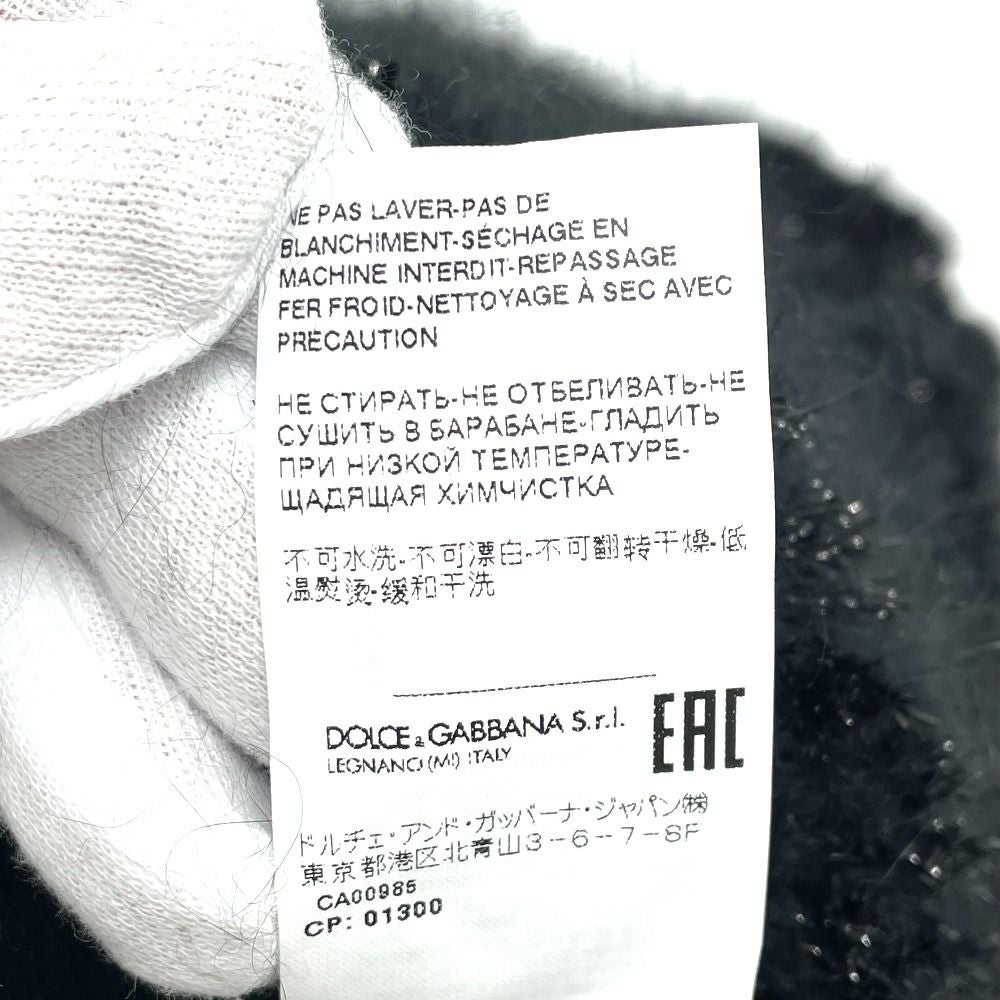 NE PAS LAVER-PAS DE
BLANCHIMENT-SÉCHAGE EN
MACHINE INTERDIT-REPASSAGE
FER FROID-NETTOYAGE À SEC AVEC
PRÉCAUTION
НЕ СТИРАТЬ-НЕ ОТБЕЛИВАТЬ-НЕ
СУШИТЬ В БАРАБАНЕ-ГЛАДИТЬ
ПРИ НИЗКОЙ ТЕМПЕРАТУРЕ-
ЩАДЯЩАЯ ХИМЧИСТКА
不可水洗-不可漂白-不可翻转干燥-低
温熨烫-缓和干洗
DOLCE & GABBANA S.r.l.
LEGNANO (MI) ITALY
EAC
ドルチェ・アンド・ガッバーナ・ジャパン㈱
東京都港区北青山3-6-7-8F
CA00985
CP: 01300